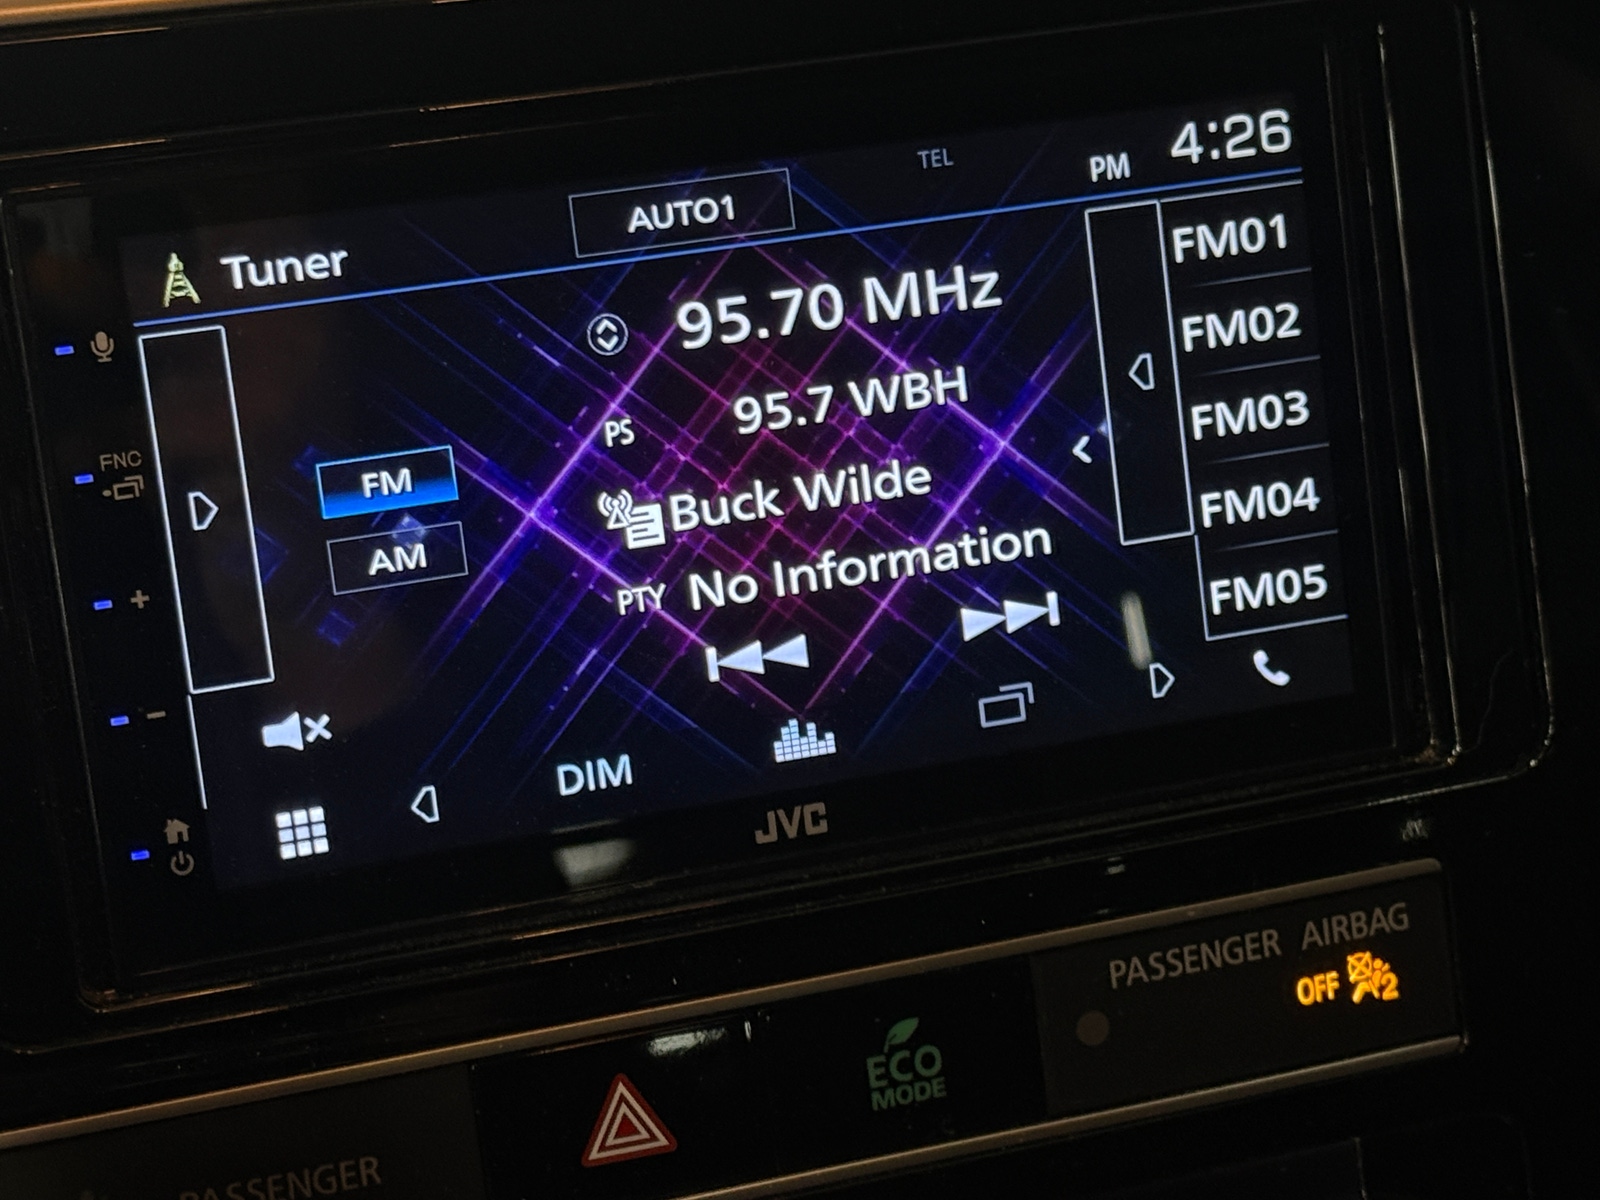 TEL
PM 4:26
AUTO1
Tuner
95.70 MHz
PS 95.7 WBH
Buck Wilde
PTY No Information
FM
AM
FM01
FM02
FM03
FM04
FM05
FNC
+
-
DIM
JVC
PASSENGER AIRBAG
OFF 2
ECO
MODE
PASSENGER